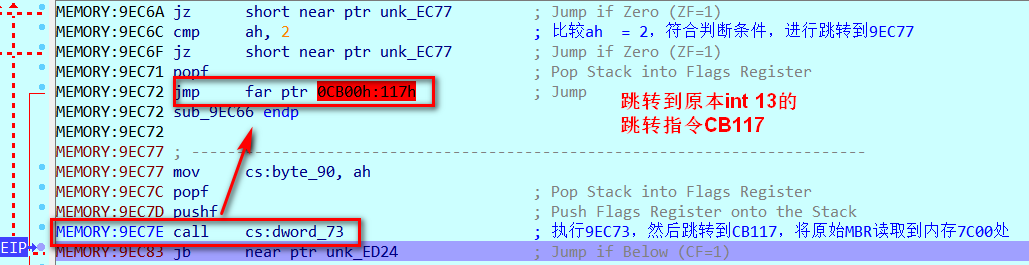 MEMORY:9EC6A jz short near ptr unk_EC77 ; Jump if Zero (ZF=1)
MEMORY:9EC6C cmp ah, 2 ; 比较ah = 2，符合判断条件，进行跳转到9EC77
MEMORY:9EC6F jz short near ptr unk_EC77 ; Jump if Zero (ZF=1)
MEMORY:9EC71 popf ; Pop Stack into Flags Register
MEMORY:9EC72 jmp far ptr 0CB00h:117h ; Jump
MEMORY:9EC72 sub_9EC66 endp
跳转到原本int 13的
跳转指令CB117
MEMORY:9EC72
MEMORY:9EC77 ; ---------------------------------------------------------------------------
MEMORY:9EC77 mov cs:byte_90, ah
MEMORY:9EC7C popf ; Pop Stack into Flags Register
MEMORY:9EC7D pushf ; Push Flags Register onto the Stack
MEMORY:9EC7E call cs:dword_73 ; 执行9EC73，然后跳转到CB117，将原始MBR读取到内存7C00处
EIP MEMORY:9EC83 jb near ptr unk_ED24 ; Jump if Below (CF=1)